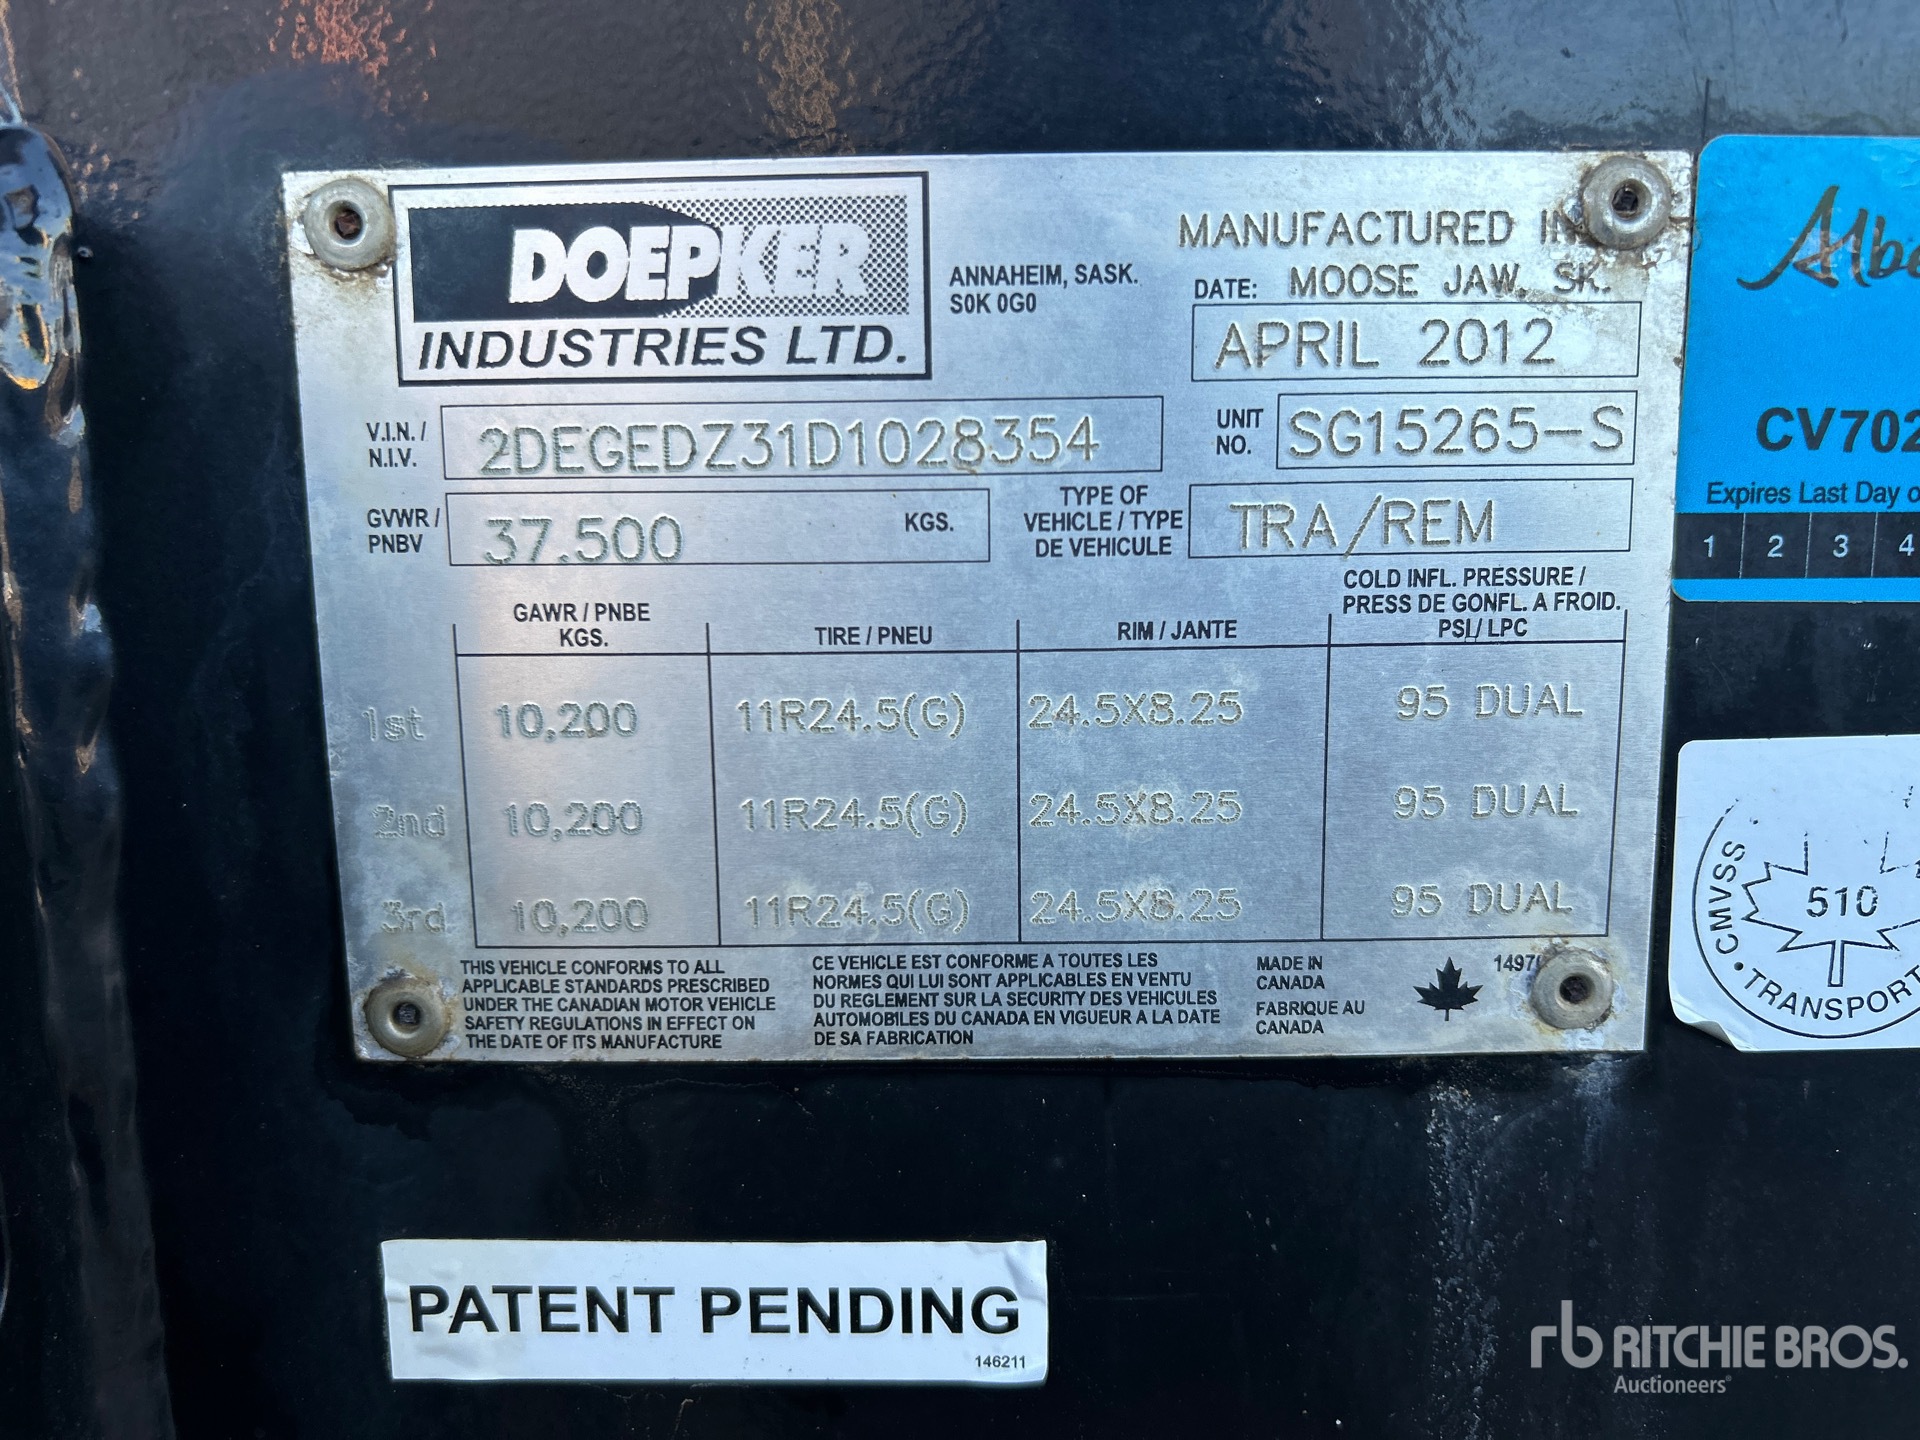 DOEPKER
INDUSTRIES LTD.
ANNAHEIM, SASK.
S0K 0G0
MANUFACTURED
DATE: MOOSE JAW, SK.
APRIL 2012
V.I.N. /
N.I.V.
2DEGEDZ31D1028354
UNIT
NO.
SG15265-S
GVWR /
PNBV
37,500
KGS.
TYPE OF
VEHICLE / TYPE
DE VEHICULE
TRA/REM
GAWR / PNBE
KGS.
TIRE / PNEU
RIM / JANTE
COLD INFL. PRESSURE /
PRESS DE GONFL. A FROID.
PSI/ LPC
1st 10,200 11R24.5(G) 24.5X8.25 95 DUAL
2nd 10,200 11R24.5(G) 24.5X8.25 95 DUAL
3rd 10,200 11R24.5(G) 24.5X8.25 95 DUAL
THIS VEHICLE CONFORMS TO ALL
APPLICABLE STANDARDS PRESCRIBED
UNDER THE CANADIAN MOTOR VEHICLE
SAFETY REGULATIONS IN EFFECT ON
THE DATE OF ITS MANUFACTURE
CE VEHICLE EST CONFORME A TOUTES LES
NORMES QUI LUI SONT APPLICABLES EN VENTU
DU REGLEMENT SUR LA SECURITY DES VEHICULES
AUTOMOBILES DU CANADA EN VIGUEUR A LA DATE
DE SA FABRICATION
MADE IN
CANADA
FABRIQUE AU
CANADA
1497
CV702
Expires Last Day
1 2 3 4
CMVSS
510
• TRANSPORT
PATENT PENDING
146211
rb RITCHIE BROS.
Auctioneers